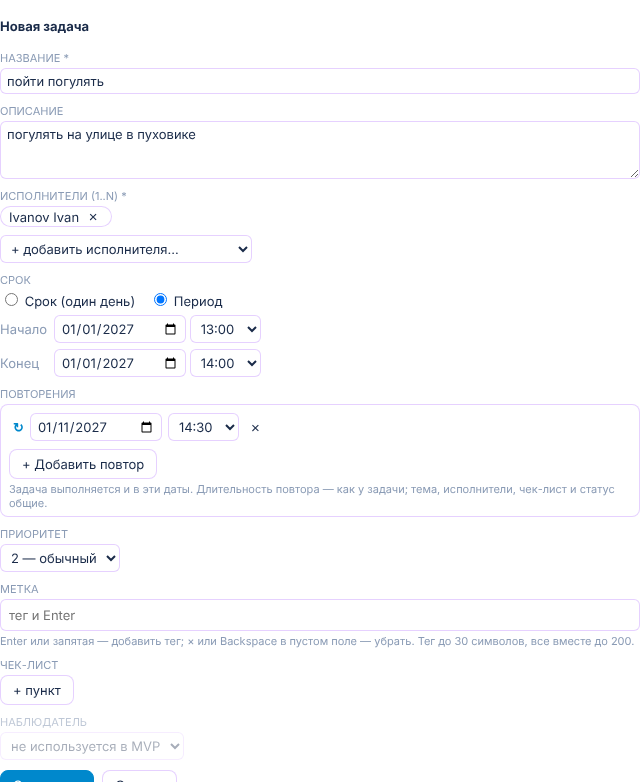 Новая задача
НАЗВАНИЕ *
пойти погулять
ОПИСАНИЕ
погулять на улице в пуховике
ИСПОЛНИТЕЛИ (1..N) *
Ivanov Ivan ×
+ добавить исполнителя...
СРОК
Срок (один день) Период
Начало 01/01/2027 13:00
Конец 01/01/2027 14:00
ПОВТОРЕНИЯ
↻ 01/11/2027 14:30 ×
+ Добавить повтор
Задача выполняется и в эти даты. Длительность повтора — как у задачи; тема, исполнители, чек-лист и статус
общие.
ПРИОРИТЕТ
2 — обычный
МЕТКА
тег и Enter
Enter или запятая — добавить тег; × или Backspace в пустом поле — убрать. Тег до 30 символов, все вместе до 200.
ЧЕК-ЛИСТ
+ пункт
НАБЛЮДАТЕЛЬ
не используется в MVP